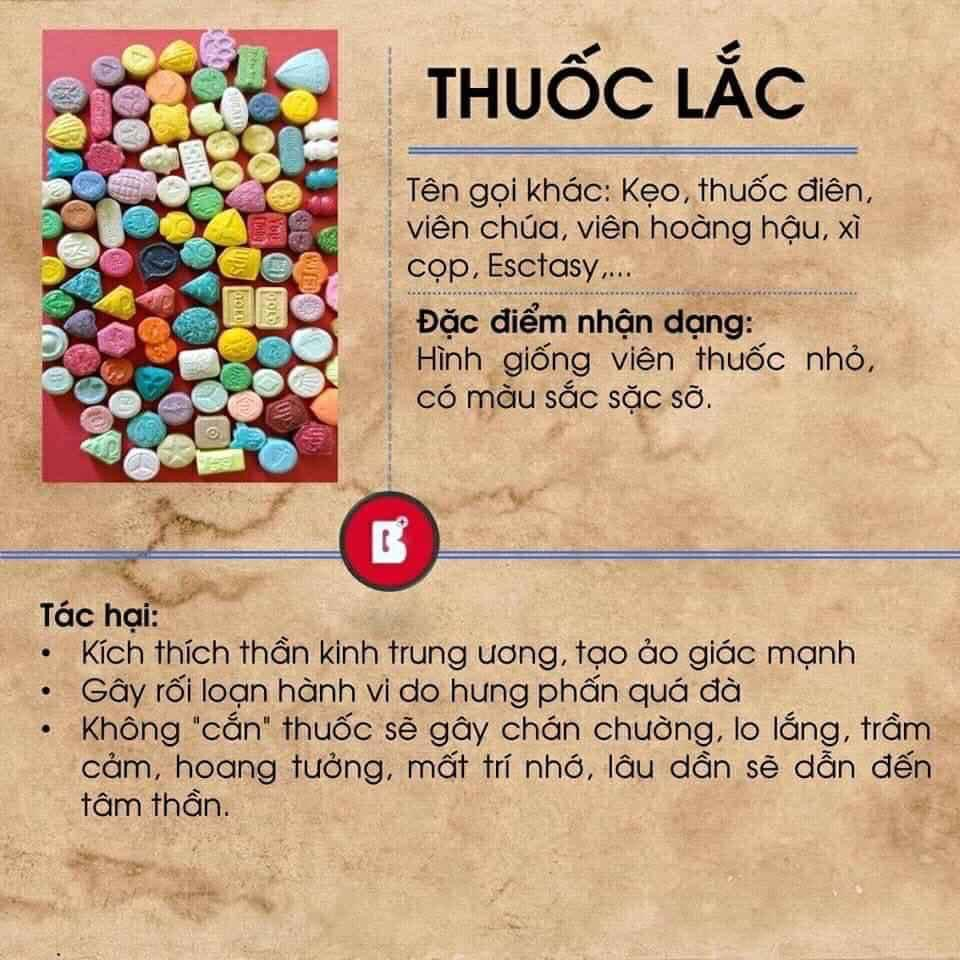 THUỐC LẮC
Tên gọi khác: Kẹo, thuốc điên,
viên chúa, viên hoàng hậu, xì
cọp, Esctasy,...
Đặc điểm nhận dạng:
Hình giống viên thuốc nhỏ,
có màu sắc sặc sỡ.
B+
Tác hại:
• Kích thích thần kinh trung ương, tạo ảo giác mạnh
• Gây rối loạn hành vi do hưng phấn quá đà
• Không "cắn" thuốc sẽ gây chán chường, lo lắng, trầm
cảm, hoang tưởng, mất trí nhớ, lâu dần sẽ dẫn đến
tâm thần.